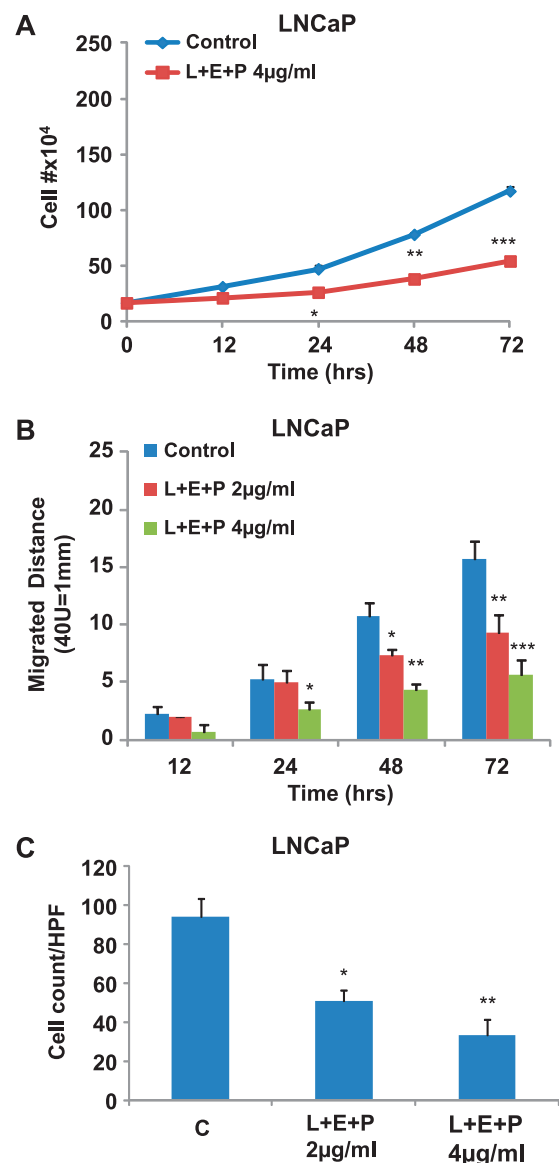 A
LNCaP
Control
L+E+P 4µg/ml
250
200
150
100
50
0
Cell #x10⁴
*
**
***
0 12 24 48 72
Time (hrs)
B
LNCaP
Control
L+E+P 2µg/ml
L+E+P 4µg/ml
25
20
15
10
5
0
Migrated Distance
(40U=1mm)
*
*
**
**
***
12 24 48 72
Time (hrs)
C
LNCaP
120
100
80
60
40
20
0
Cell count/HPF
*
**
C
L+E+P
2µg/ml
L+E+P
4µg/ml